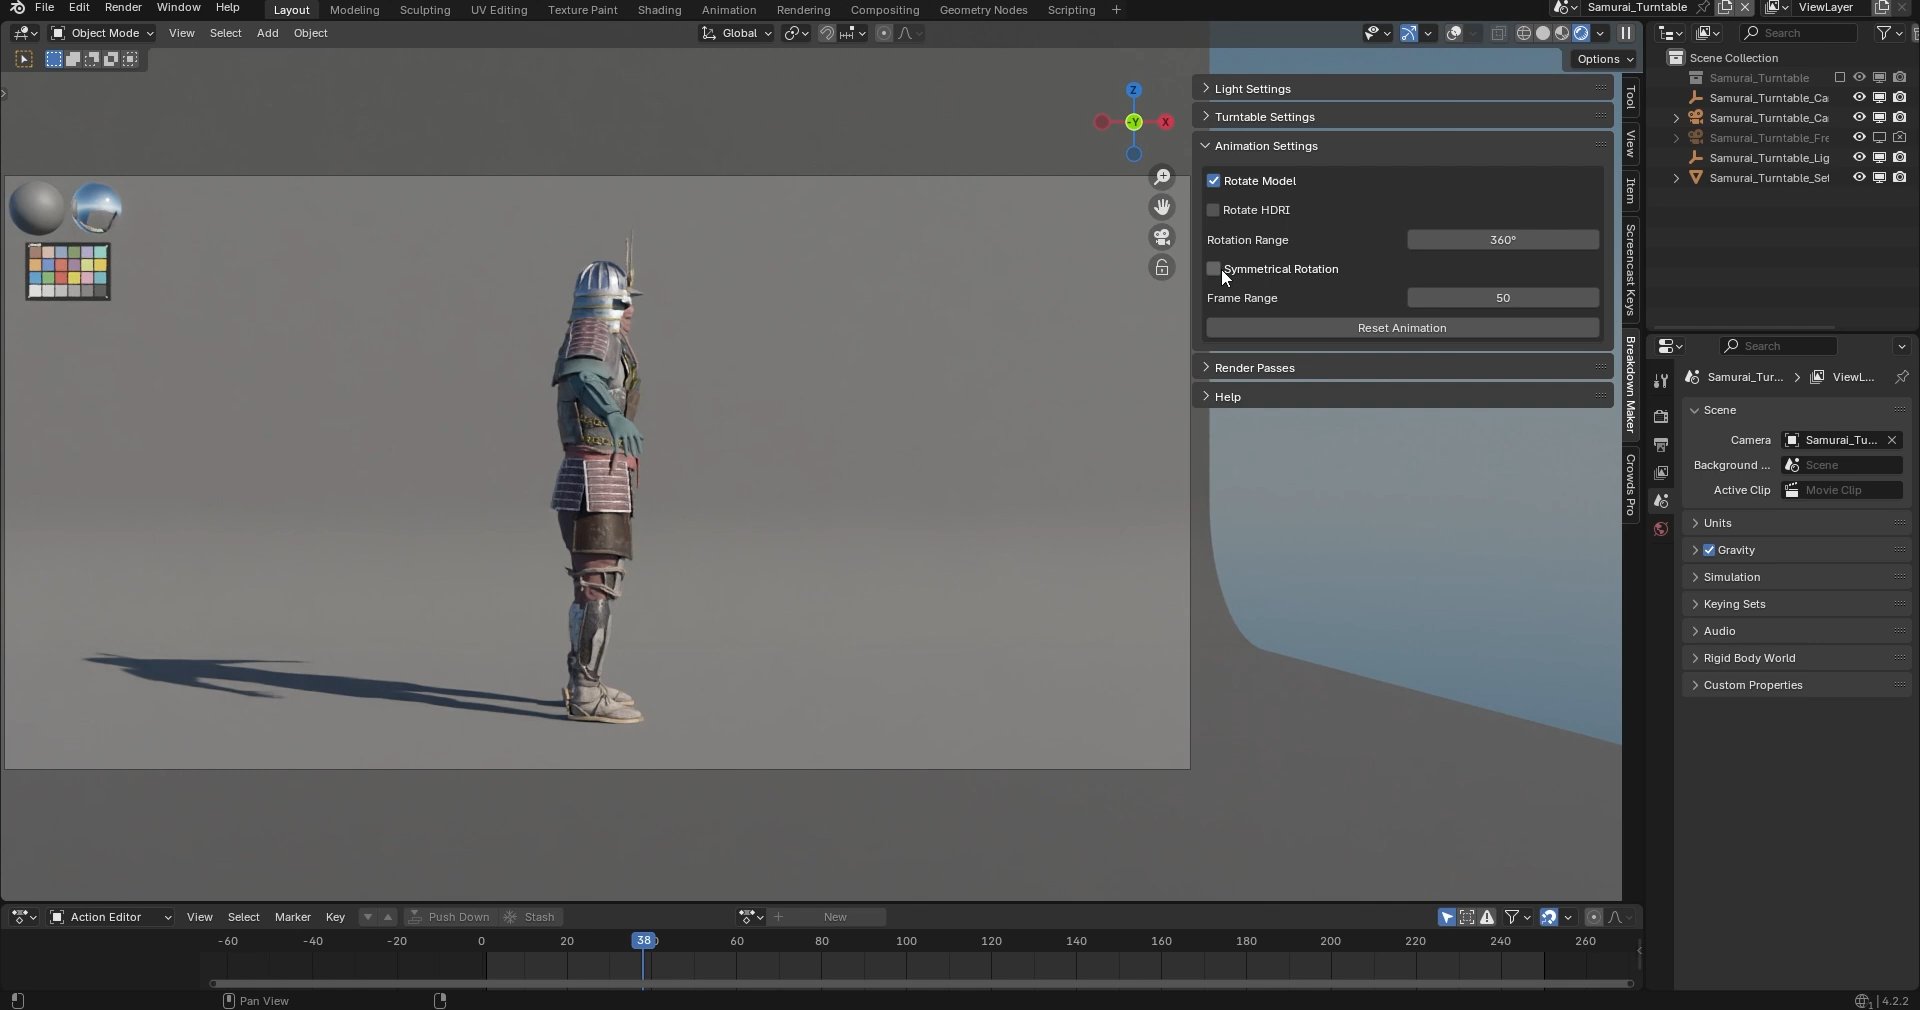 File Edit Render Window Help Layout Modeling Sculpting UV Editing Texture Paint Shading Animation Rendering Compositing Geometry Nodes Scripting + Samurai_Turntable ViewLayer
Object Mode View Select Add Object Global Search
Options
Scene Collection
Samurai_Turntable
Samurai_Turntable_Ca
Samurai_Turntable_Ca
Samurai_Turntable_Fre
Samurai_Turntable_Lig
Samurai_Turntable_Set
Z
-Y X
Light Settings
Turntable Settings
Animation Settings
Rotate Model
Rotate HDRI
Rotation Range 360°
Symmetrical Rotation
Frame Range 50
Reset Animation
Render Passes
Help
Tool
View
Item
Screencast Keys
Breakdown Maker
Crowds Pro
Search
Samurai_Tur... ViewL...
Scene
Camera Samurai_Tu...
Background ... Scene
Active Clip Movie Clip
Units
Gravity
Simulation
Keying Sets
Audio
Rigid Body World
Custom Properties
Action Editor View Select Marker Key Push Down Stash + New
-60 -40 -20 0 20 38 60 80 100 120 140 160 180 200 220 240 260
Pan View 4.2.2